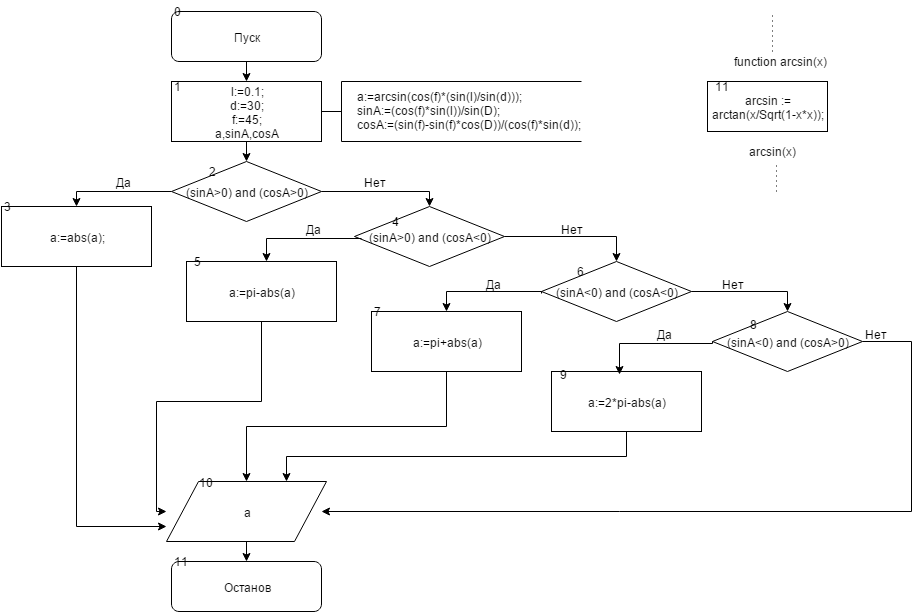 0
Пуск
1
l:=0.1;
d:=30;
f:=45;
a,sinA,cosA
a:=arcsin(cos(f)*(sin(l)/sin(d)));
sinA:=(cos(f)*sin(l))/sin(D);
cosA:=(sin(f)-sin(f)*cos(D))/(cos(f)*sin(d));
function arcsin(x)
11
arcsin :=
arctan(x/Sqrt(1-x*x));
arcsin(x)
2
(sinA>0) and (cosA>0)
Да
Нет
3
a:=abs(a);
4
(sinA>0) and (cosA<0)
Да
Нет
5
a:=pi-abs(a)
6
(sinA<0) and (cosA<0)
Да
Нет
7
a:=pi+abs(a)
8
(sinA<0) and (cosA>0)
Да
Нет
9
a:=2*pi-abs(a)
10
a
11
Останов